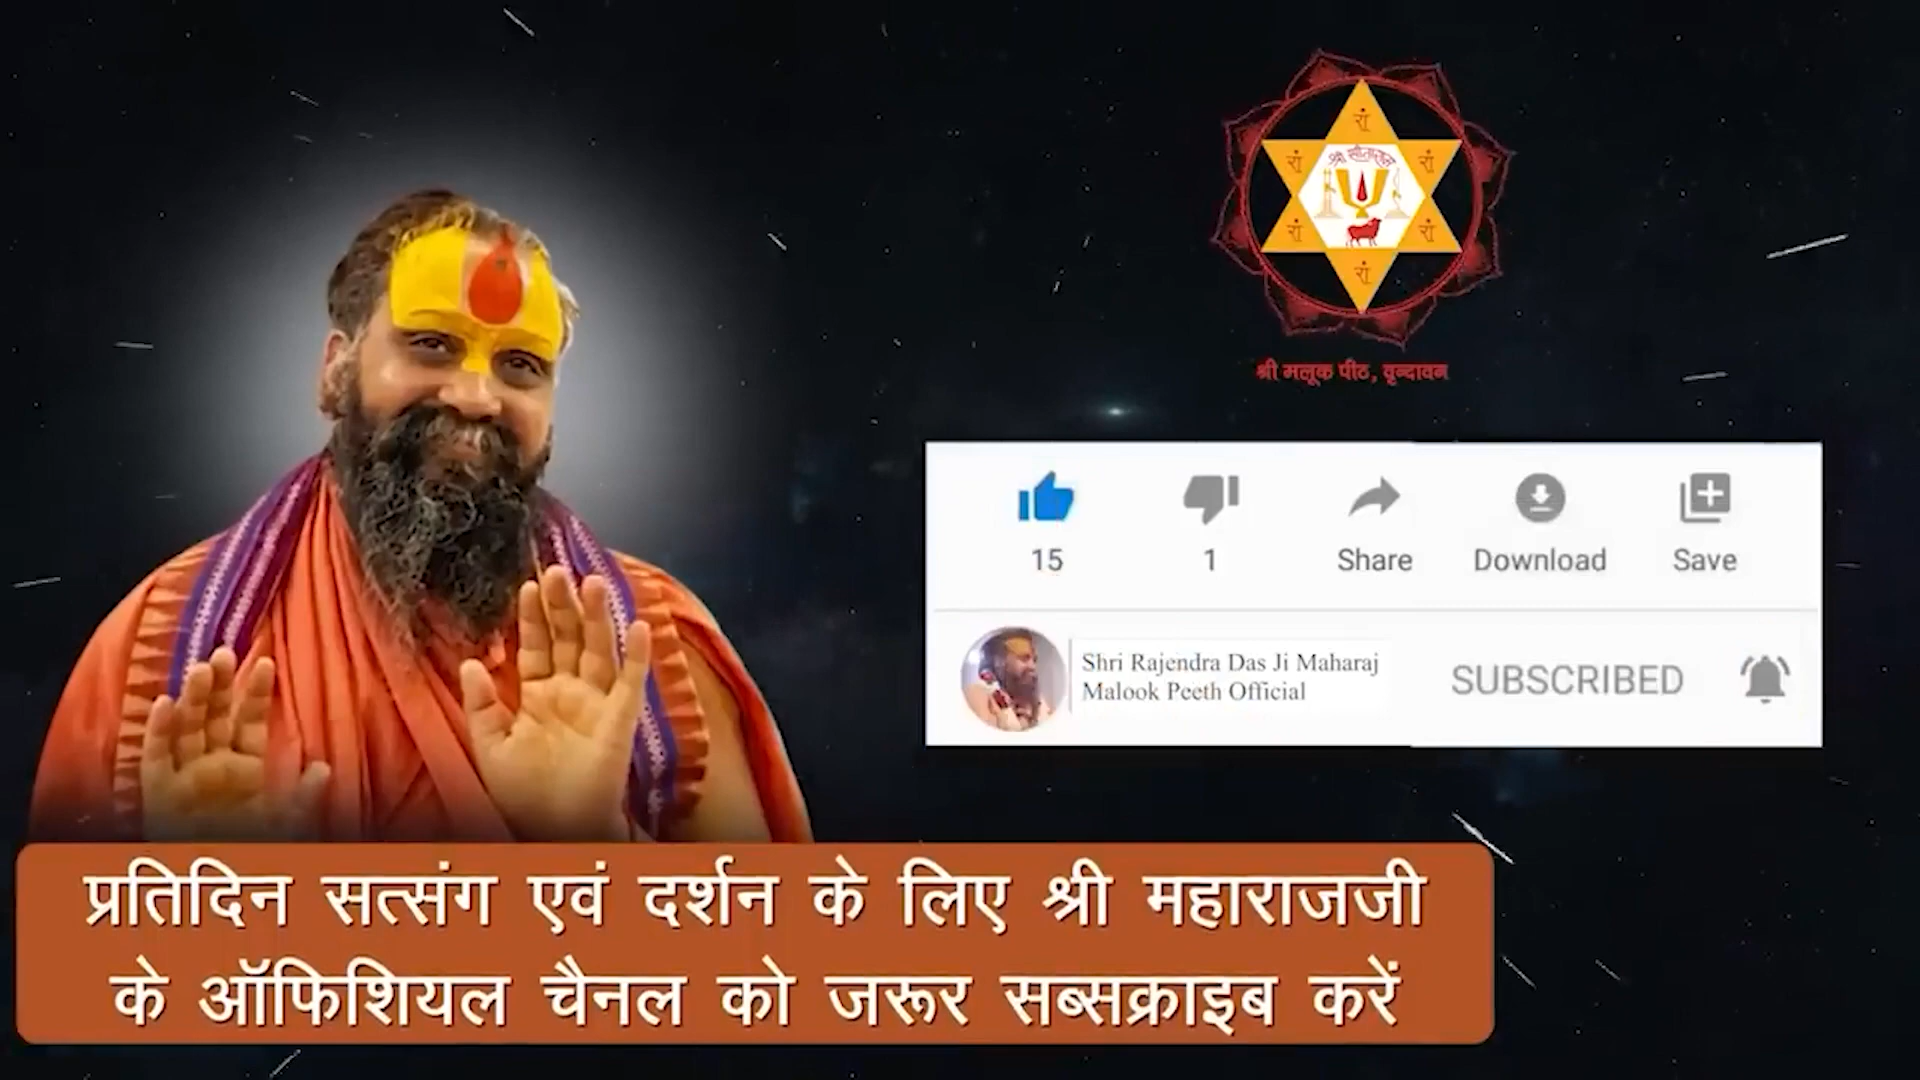 रां
रां
रां
श्री सीताराम
रां
रां
रां
श्री मलूक पीठ, वृन्दावन
15
1
Share
Download
Save
Shri Rajendra Das Ji Maharaj
Malook Peeth Official
SUBSCRIBED
प्रतिदिन सत्संग एवं दर्शन के लिए श्री महाराजजी
के ऑफिशियल चैनल को जरूर सब्सक्राइब करें